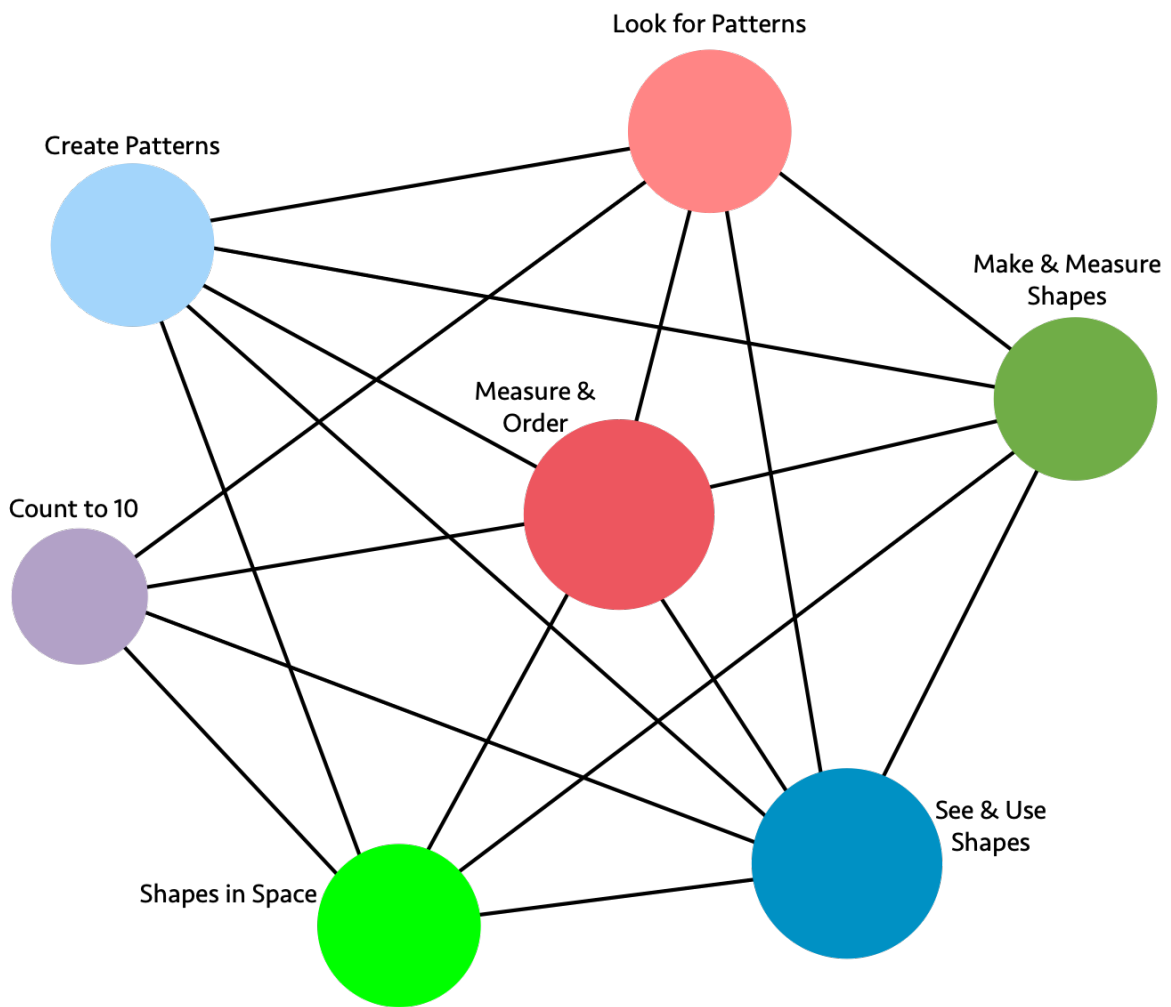 Look for Patterns
Create Patterns
Make & Measure
Shapes
Measure &
Order
Count to 10
See & Use
Shapes
Shapes in Space